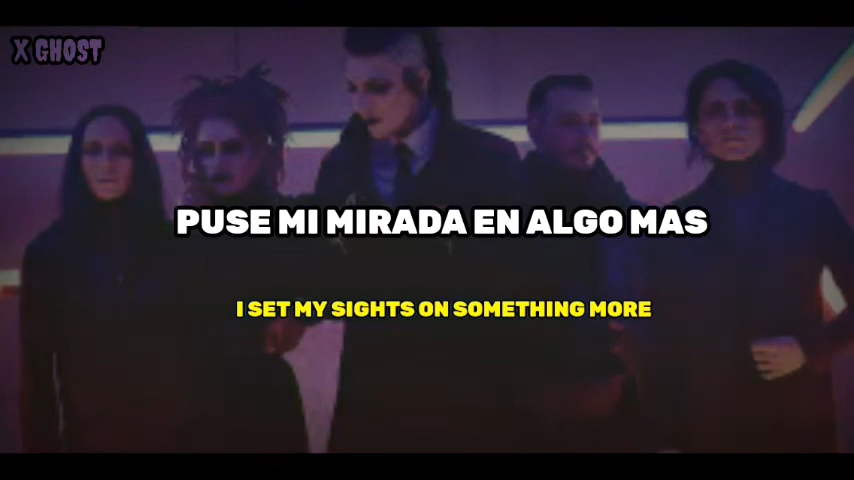 X GHOST
PUSE MI MIRADA EN ALGO MAS
I SET MY SIGHTS ON SOMETHING MORE